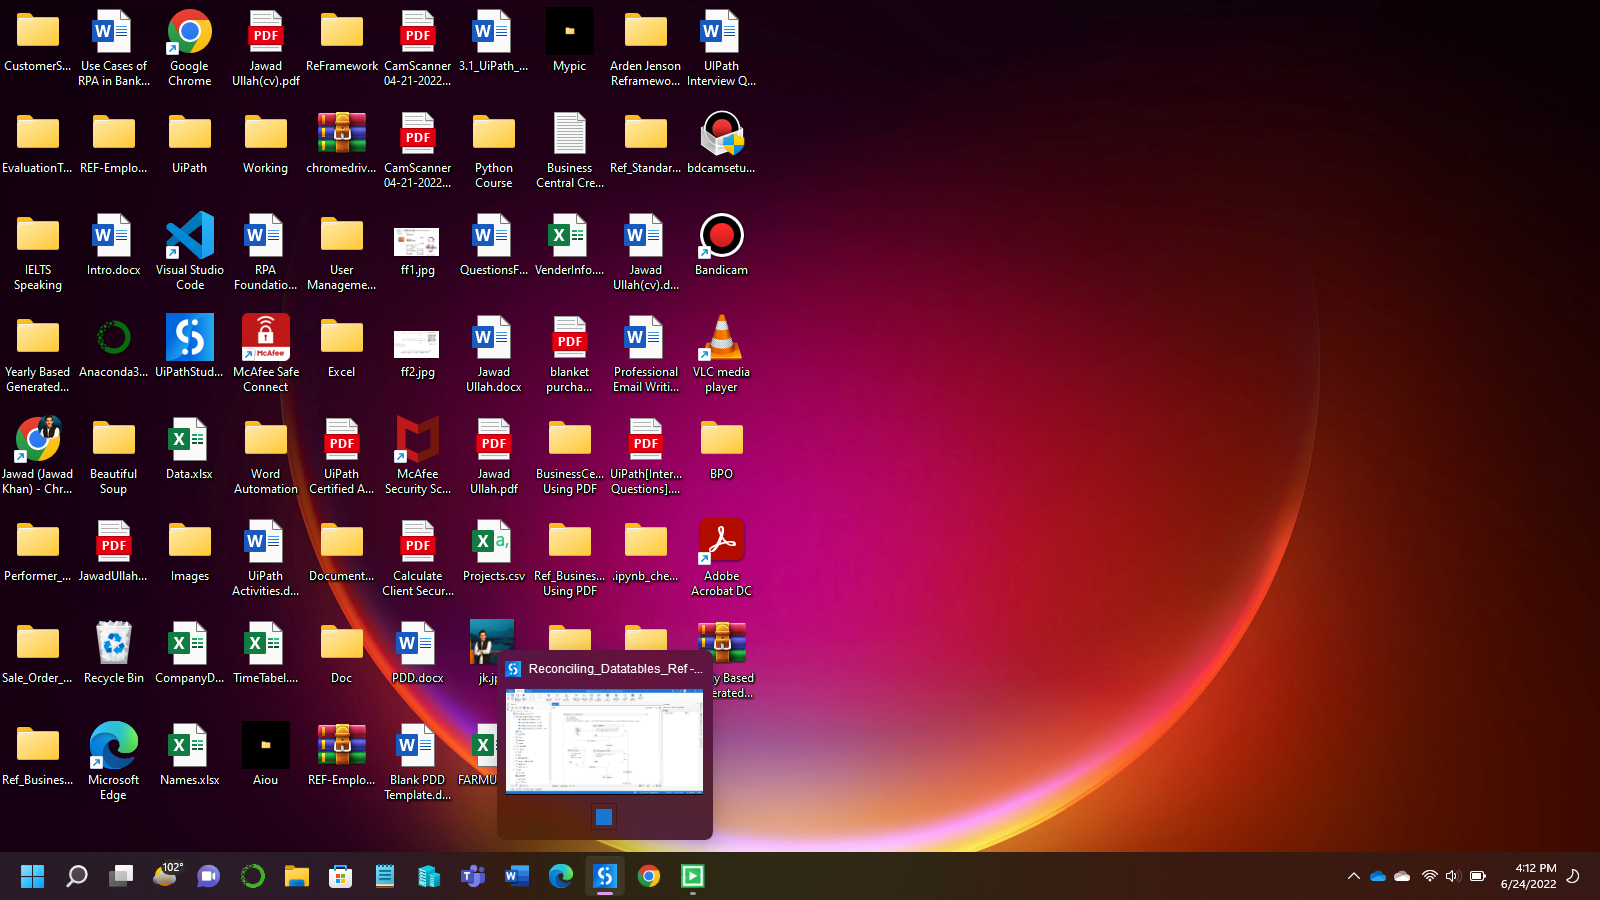 CustomerS...
Use Cases of
RPA in Bank...
Google
Chrome
Jawad
Ullah(cv).pdf
ReFramework
CamScanner
04-21-2022...
3.1_UiPath_...
Mypic
Arden Jenson
Reframewo...
UIPath
Interview Q...
EvaluationT...
REF-Emplo...
UiPath
Working
chromedriv...
CamScanner
04-21-2022...
Python
Course
Business
Central Cre...
Ref_Standar...
bdcamsetu...
IELTS
Speaking
Intro.docx
Visual Studio
Code
RPA
Foundatio...
User
Manageme...
ff1.jpg
QuestionsF...
VenderInfo....
Jawad
Ullah(cv).d...
Bandicam
Yearly Based
Generated...
Anaconda3...
UiPathStud...
McAfee Safe
Connect
Excel
ff2.jpg
Jawad
Ullah.docx
blanket
purcha...
Professional
Email Writi...
VLC media
player
Jawad (Jawad
Khan) - Chr...
Beautiful
Soup
Data.xlsx
Word
Automation
UiPath
Certified A...
McAfee
Security Sc...
Jawad
Ullah.pdf
BusinessCe...
Using PDF
UiPath[Inter...
Questions]....
BPO
Performer_...
JawadUllah...
Images
UiPath
Activities.d...
Document...
Calculate
Client Secur...
Projects.csv
Ref_Busines...
Using PDF
.ipynb_che...
Adobe
Acrobat DC
Sale_Order_...
Recycle Bin
CompanyD...
TimeTabel....
Doc
PDD.docx
jk.jp
Reconciling_Datatables_Ref -...
y Based
erated...
Ref_Busines...
Microsoft
Edge
Names.xlsx
Aiou
REF-Emplo...
Blank PDD
Template.d...
FARMU
102°
4:12 PM
6/24/2022